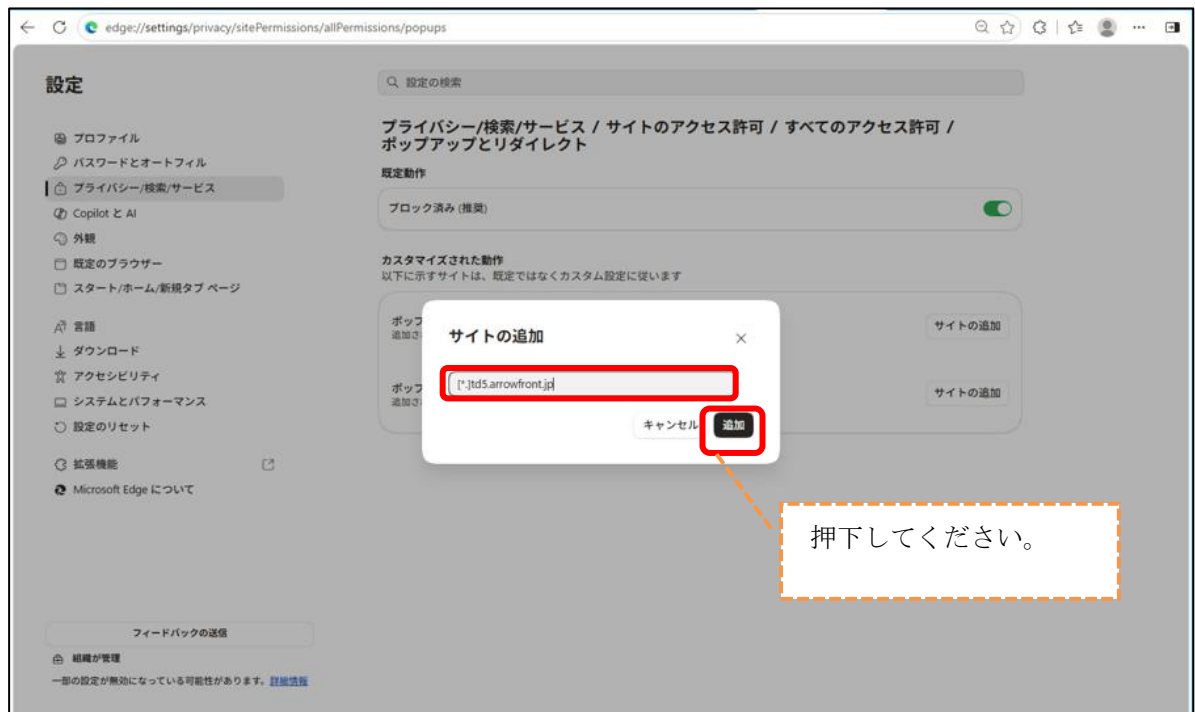 edge://settings/privacy/sitePermissions/allPermissions/popups
設定
設定の検索
プロファイル
パスワードとオートフィル
プライバシー/検索/サービス
Copilot と AI
外観
既定のブラウザー
スタート/ホーム/新規タブ ページ
言語
ダウンロード
アクセシビリティ
システムとパフォーマンス
設定のリセット
拡張機能
Microsoft Edge について
フィードバックの送信
組織が管理
一部の設定が無効になっている可能性があります。詳細情報
プライバシー/検索/サービス / サイトのアクセス許可 / すべてのアクセス許可 /
ポップアップとリダイレクト
既定動作
ブロック済み (推奨)
カスタマイズされた動作
以下に示すサイトは、既定ではなくカスタム設定に従います
ポップ
追加さ
サイトの追加
ポップ
追加さ
サイトの追加
サイトの追加
[*.]td5.arrowfront.jp
キャンセル
追加
押下してください。